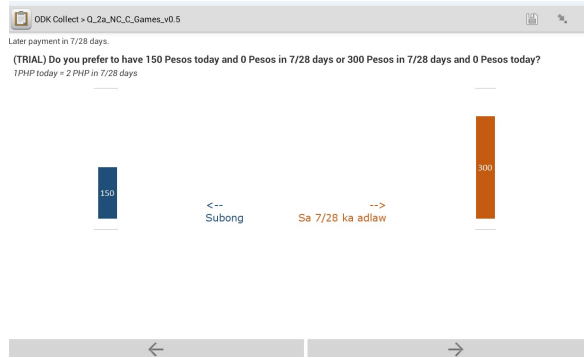 ODK Collect > Q_2a_NC_C_Games_v0.5
Later payment in 7/28 days.
(TRIAL) Do you prefer to have 150 Pesos today and 0 Pesos in 7/28 days or 300 Pesos in 7/28 days and 0 Pesos today?
1PHP today = 2 PHP in 7/28 days
300
150
<-- -->
Subong Sa 7/28 ka adlaw